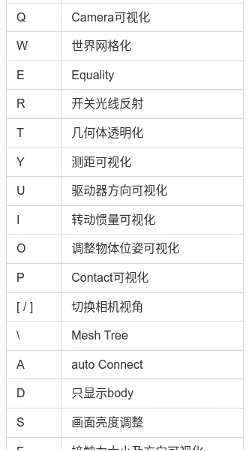 Q Camera可视化
W 世界网格化
E Equality
R 开关光线反射
T 几何体透明化
Y 测距可视化
U 驱动器方向可视化
I 转动惯量可视化
O 调整物体位姿可视化
P Contact可视化
[ / ] 切换相机视角
\ Mesh Tree
A auto Connect
D 只显示body
S 画面亮度调整